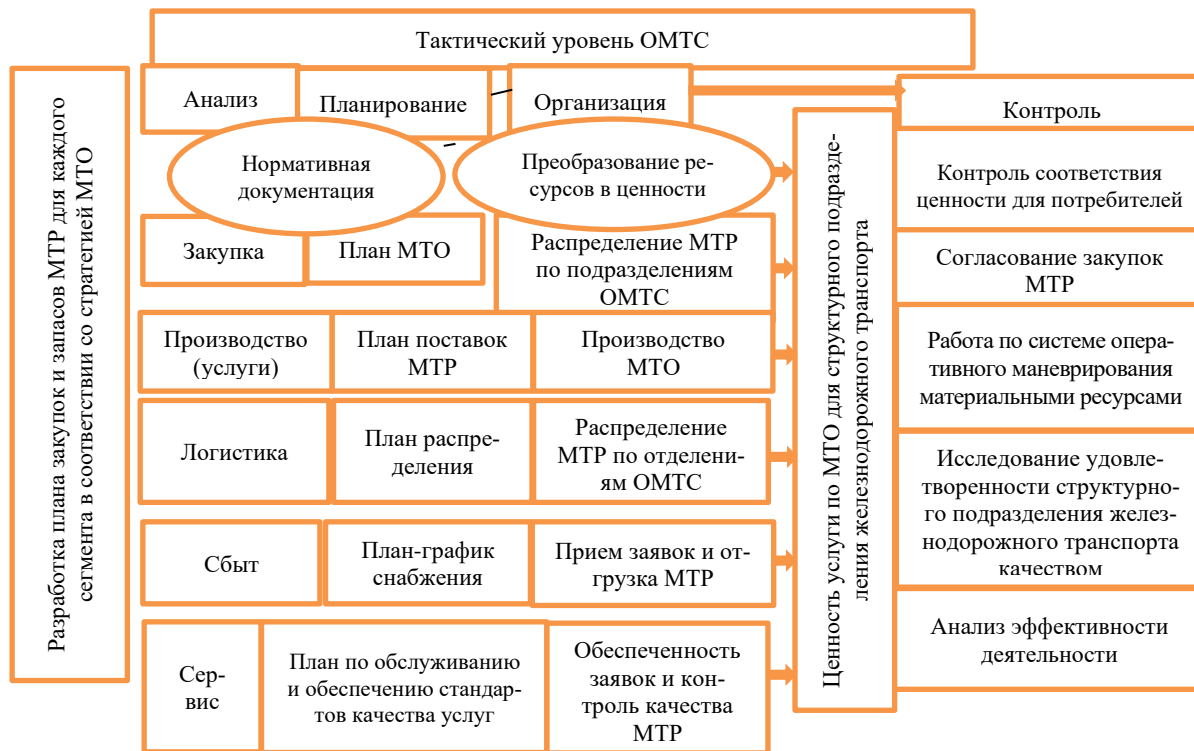 Тактический уровень ОМТС
Разработка плана закупок и запасов МТР для каждого
сегмента в соответствии со стратегией МТО
Анализ
Планирование
Организация
Контроль
Нормативная
документация
Преобразование ре-
сурсов в ценности
Контроль соответствия
ценности для потребителей
Закупка
План МТО
Распределение МТР
по подразделениям
ОМТС
Согласование закупок
МТР
Производство
(услуги)
План поставок
МТР
Производство
МТО
Работа по системе опера-
тивного маневрирования
материальными ресурсами
Логистика
План распре-
деления
Распределение
МТР по отделени-
ям ОМТС
Исследование удовле-
творенности структурно-
го подразделения желез-
нодорожного транспорта
качеством
Сбыт
План-график
снабжения
Прием заявок и от-
грузка МТР
Анализ эффективности
деятельности
Сер-
вис
План по обслуживанию
и обеспечению стандар-
тов качества услуг
Обеспеченность
заявок и кон-
троль качества
МТР
Ценность услуги по МТО для структурного подразде-
ления железнодорожного транспорта